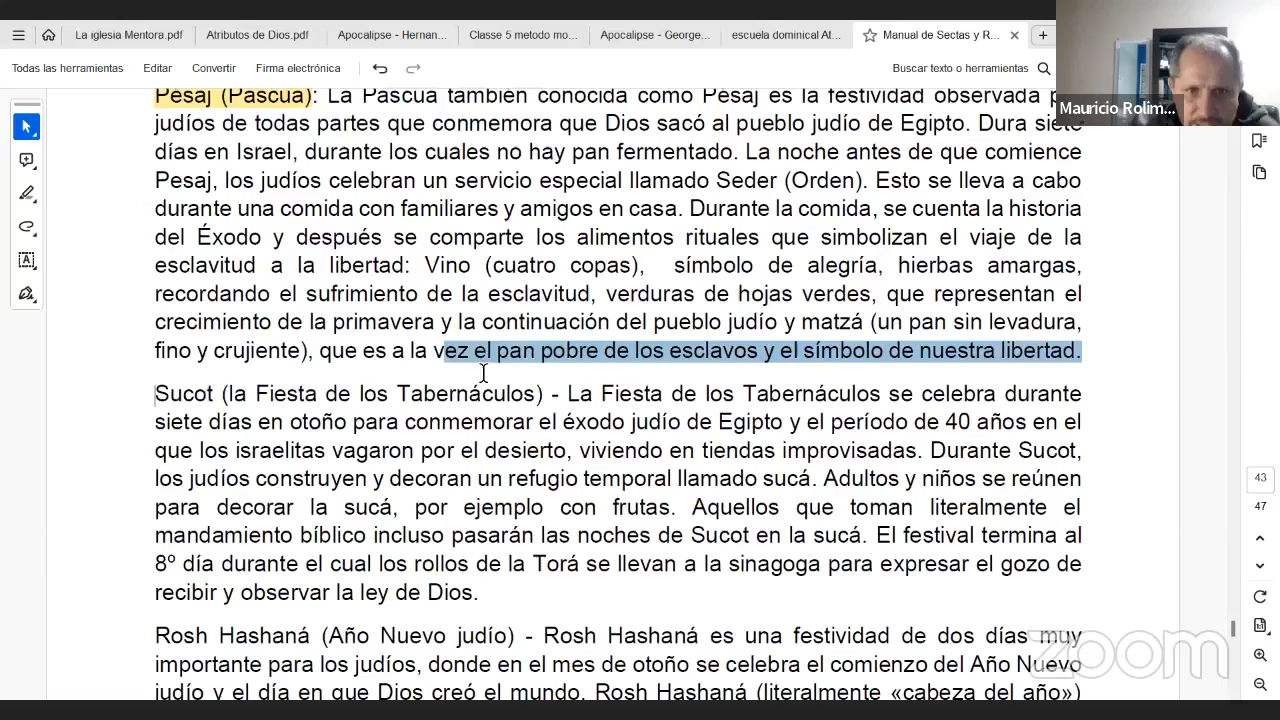 La iglesia Mentora.pdf
Atributos de Dios.pdf
Apocalipse - Hernan...
Classe 5 metodo mo...
Apocalipse - George...
escuela dominical At...
Manual de Sectas y R...
Todas las herramientas
Editar
Convertir
Firma electrónica
Buscar texto o herramientas
Mauricio Rolim...
Pesaj (Pascua): La Pascua también conocida como Pésaj es la festividad observada
judíos de todas partes que conmemora que Dios sacó al pueblo judío de Egipto. Dura siete
días en Israel, durante los cuales no hay pan fermentado. La noche antes de que comience
Pesaj, los judíos celebran un servicio especial llamado Seder (Orden). Esto se lleva a cabo
durante una comida con familiares y amigos en casa. Durante la comida, se cuenta la historia
del Éxodo y después se comparte los alimentos rituales que simbolizan el viaje de la
esclavitud a la libertad: Vino (cuatro copas), símbolo de alegría, hierbas amargas,
recordando el sufrimiento de la esclavitud, verduras de hojas verdes, que representan el
crecimiento de la primavera y la continuación del pueblo judío y matzá (un pan sin levadura,
fino y crujiente), que es a la vez el pan pobre de los esclavos y el símbolo de nuestra libertad.
Sucot (la Fiesta de los Tabernáculos) - La Fiesta de los Tabernáculos se celebra durante
siete días en otoño para conmemorar el éxodo judío de Egipto y el período de 40 años en el
que los israelitas vagaron por el desierto, viviendo en tiendas improvisadas. Durante Sucot,
los judíos construyen y decoran un refugio temporal llamado sucá. Adultos y niños se reúnen
para decorar la sucá, por ejemplo con frutas. Aquellos que toman literalmente el
mandamiento bíblico incluso pasarán las noches de Sucot en la sucá. El festival termina al
8º día durante el cual los rollos de la Torá se llevan a la sinagoga para expresar el gozo de
recibir y observar la ley de Dios.
Rosh Hashaná (Año Nuevo judío) - Rosh Hashaná es una festividad de dos días muy
importante para los judíos, donde en el mes de otoño se celebra el comienzo del Año Nuevo
judío y el día en que Dios creó el mundo. Rosh Hashaná (literalmente «cabeza del año»)
43
47
zoom